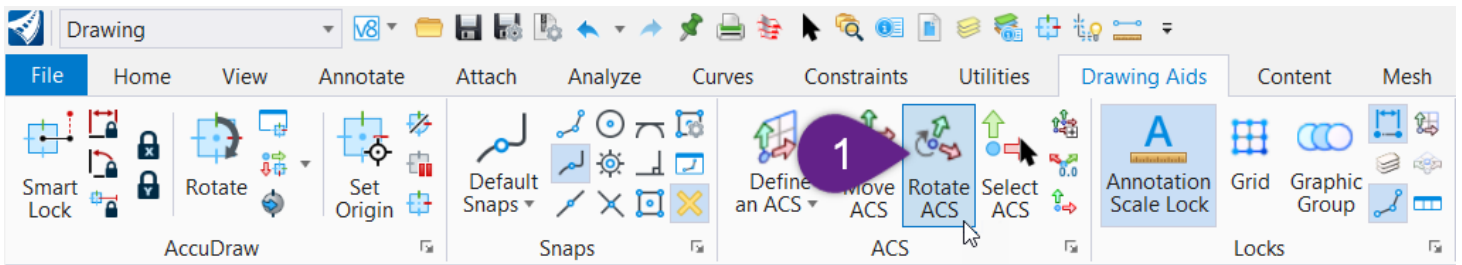 Drawing
V8
File Home View Annotate Attach Analyze Curves Constraints Utilities Drawing Aids Content Mesh
Smart
Lock
X
Y
Rotate
Set
Origin
AccuDraw
Default
Snaps
Snaps
Define
an ACS
1
Move
ACS
Rotate
ACS
Select
ACS
0.0
ACS
A
Annotation
Scale Lock
Grid
Graphic
Group
Locks